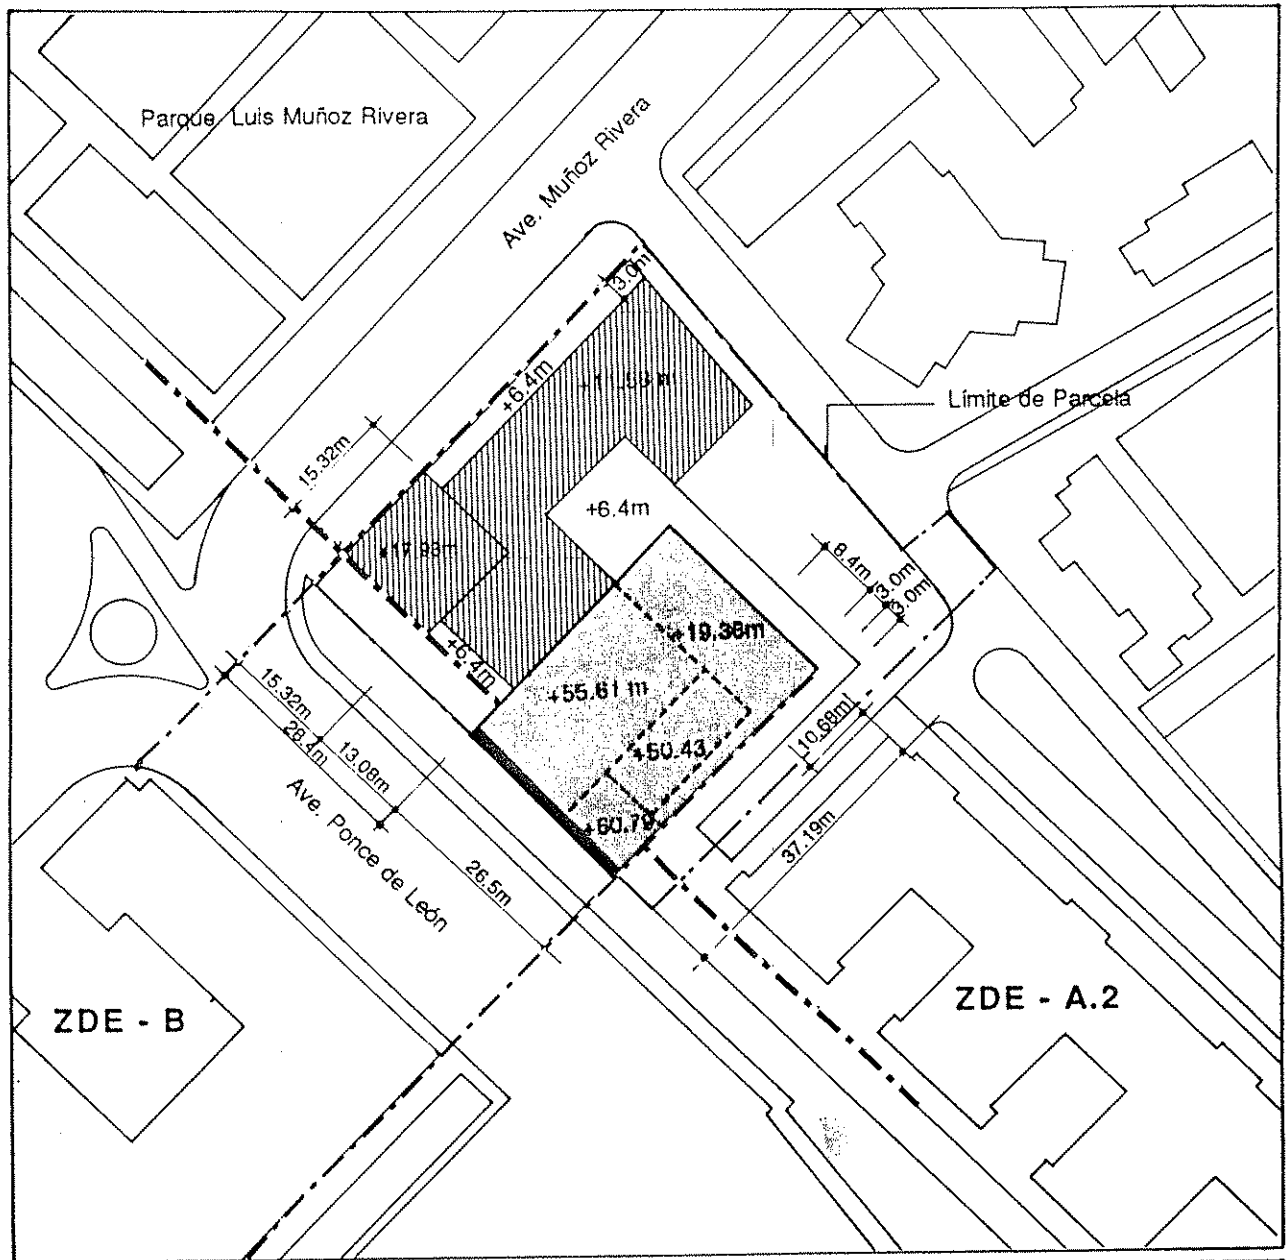 Parque Luis Muñoz Rivera
Ave. Muñoz Rivera
3.0m
+6.4m
Límite de Parcela
15.32m
+6.4m
+17.98m
8.4m
3.0m
3.0m
+6.4m
+19.36m
+55.61 m
15.32m
28.4m
13.08m
10.68m
+50.43
+60.79
37.19m
Ave. Ponce de León
26.5m
ZDE - B
ZDE - A.2